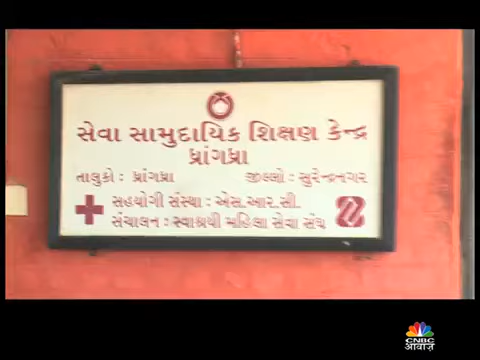 સેવા સામુદાયિક શિક્ષણ કેન્દ્ર
ધ્રાંગધ્રા
તાલુકો : ધ્રાંગધ્રા જીલ્લો : સુરેન્દ્રનગર
સહયોગી સંસ્થા : એસ.આર.સી.
સંચાલન : સ્વાશ્રયી મહિલા સેવા સંઘ
CNBC
आवाज़